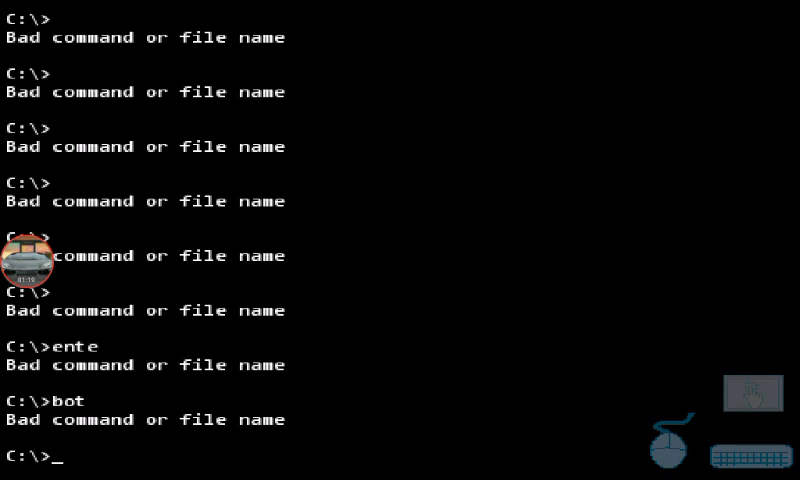 C:\>
Bad command or file name
C:\>
Bad command or file name
C:\>
Bad command or file name
C:\>
Bad command or file name
C:\>
command or file name
01:19
C:\>
Bad command or file name
C:\>ente
Bad command or file name
C:\>bot
Bad command or file name
C:\>_